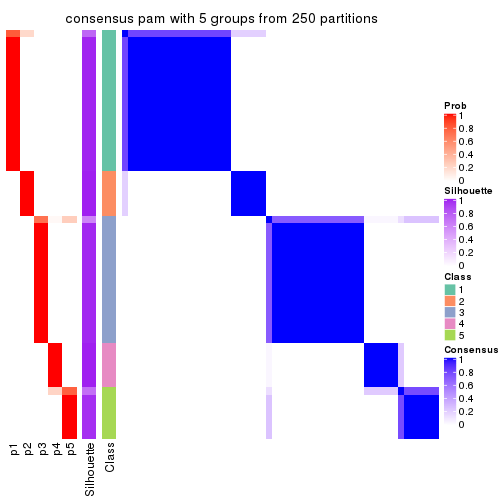 consensus pam with 5 groups from 250 partitions
Prob
1
0.8
0.6
0.4
0.2
0
Silhouette
1
0.8
0.6
0.4
0.2
0
Class
1
2
3
4
5
Consensus
1
0.8
0.6
0.4
0.2
0
p1
p2
p3
p4
p5
Silhouette
Class